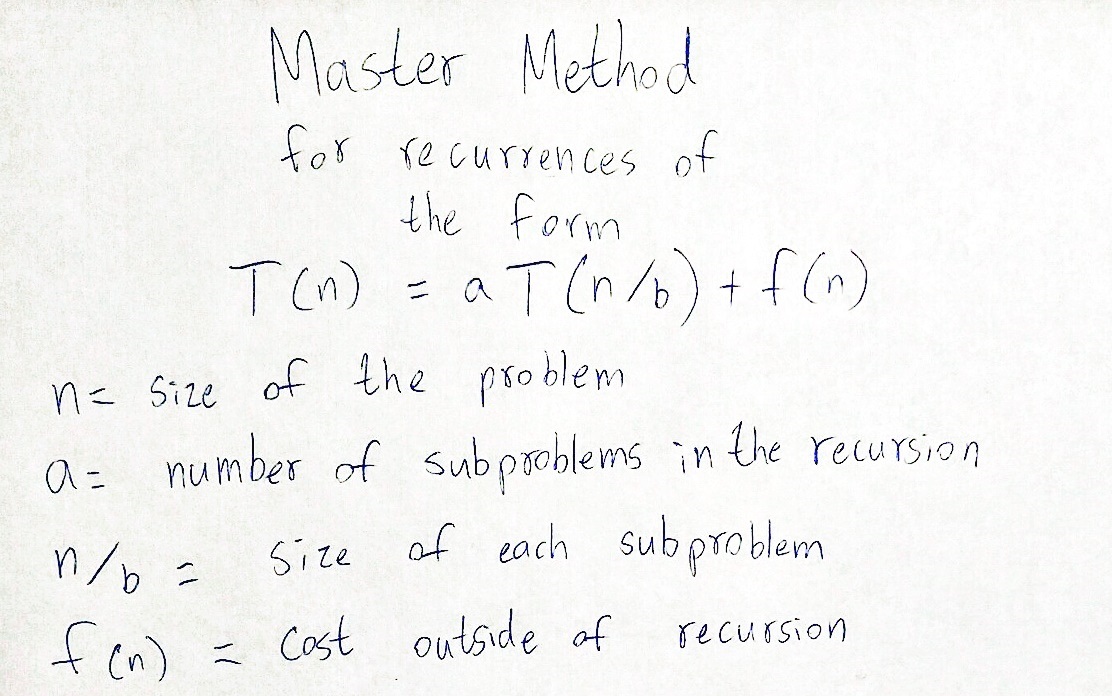 Master Method
for recurrences of
the form
T(n) = a T(n/b) + f(n)
n = size of the problem
a = number of subproblems in the recursion
n/b = size of each subproblem
f(n) = cost outside of recursion